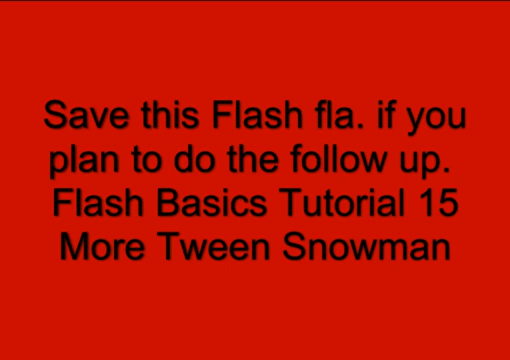 Save this Flash fla. if you
plan to do the follow up.
Flash Basics Tutorial 15
More Tween Snowman